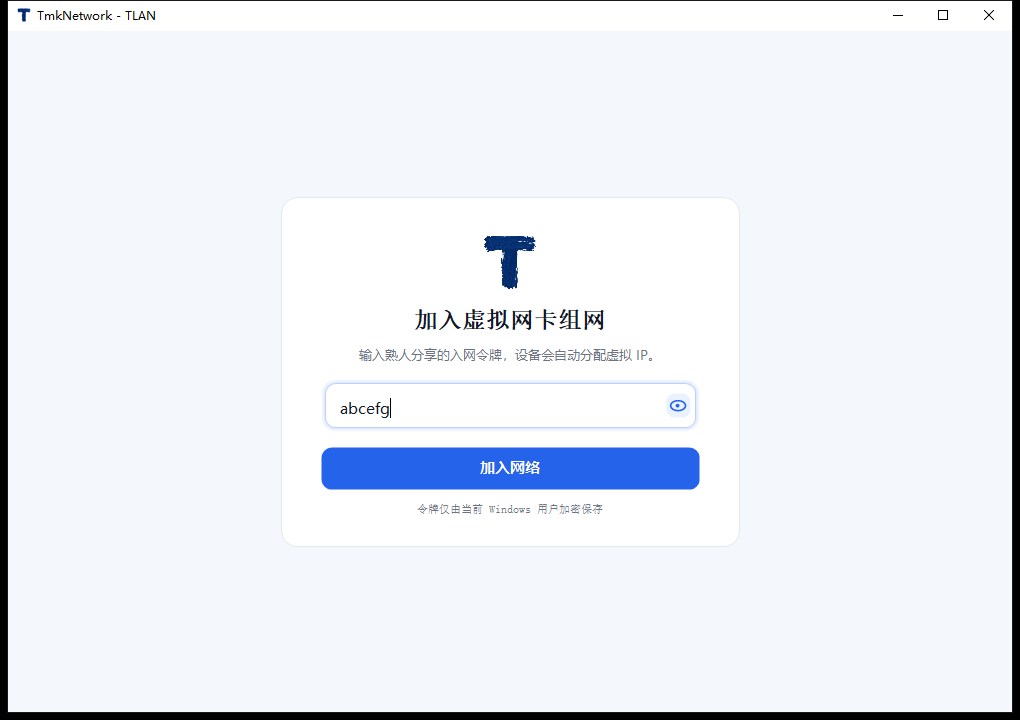 TmkNetwork - TLAN
加入虚拟网卡组网
输入熟人分享的入网令牌，设备会自动分配虚拟 IP。
abcefg
加入网络
令牌仅由当前 Windows 用户加密保存